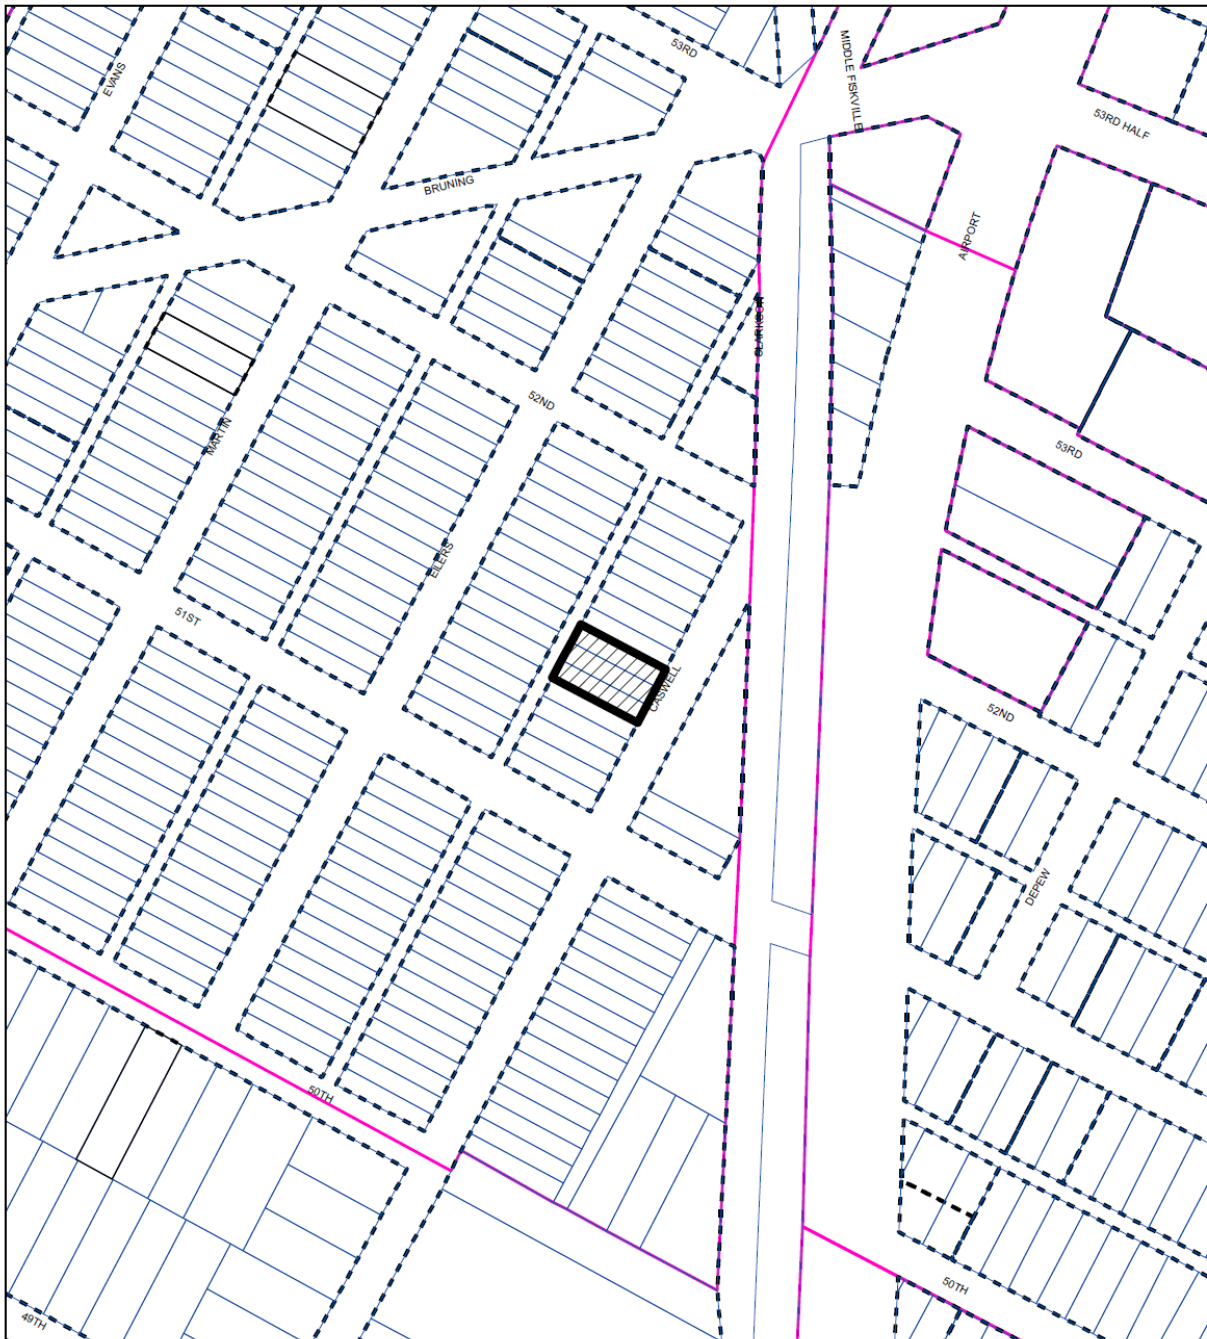 53RD
MIDDLE FISKVILLE
EVANS
53RD HALF
BRUNING
AIRPORT
CLARKSON
52ND
MARTIN
53RD
EILERS
51ST
CASWELL
52ND
DEPEW
50TH
50TH
49TH